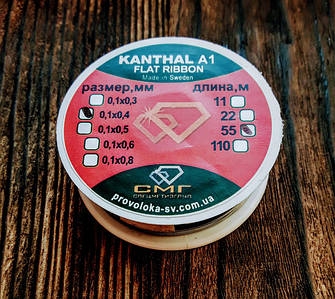 KANTHAL A1
FLAT RIBBON
Made in Sweden
размер,мм
длина,м
0,1x0,3
11
0,1x0,4
22
0,1x0,5
55
0,1x0,6
110
0,1x0,8
СМГ
СПЕЦМЕТИЗГРУП
provoloka-sv.com.ua